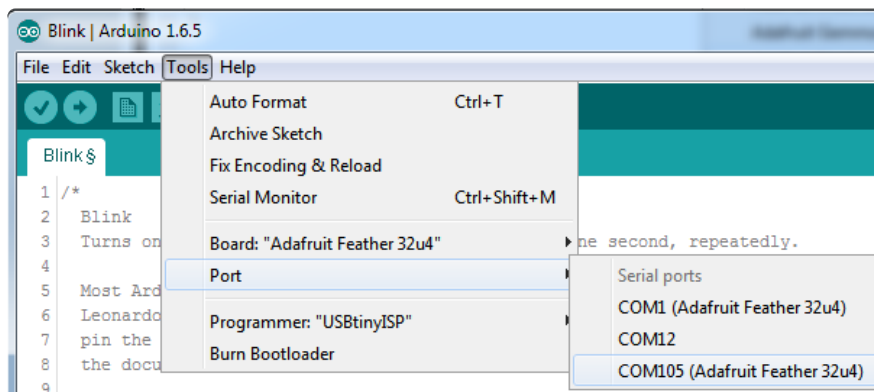 Blink | Arduino 1.6.5
File Edit Sketch Tools Help
Auto Format Ctrl+T
Archive Sketch
Fix Encoding & Reload
Serial Monitor Ctrl+Shift+M
Board: "Adafruit Feather 32u4"
Port
Programmer: "USBtinyISP"
Burn Bootloader
Serial ports
COM1 (Adafruit Feather 32u4)
COM12
COM105 (Adafruit Feather 32u4)
Blink §
1 /*
2 Blink
3 Turns on ne second, repeatedly.
4
5 Most Ard
6 Leonardo
7 pin the
8 the docu
9